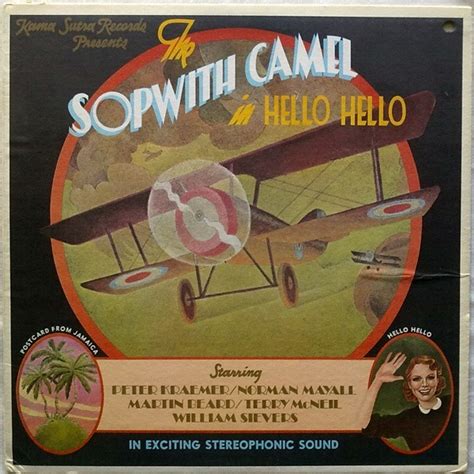 Kama Sutra Records
Presents
The
SOPWITH CAMEL
in HELLO HELLO
POSTCARD FROM JAMAICA
HELLO HELLO
Starring
PETER KRAEMER/NORMAN MAYALL
MARTIN BEARD/TERRY McNEIL
WILLIAM SIEVERS
IN EXCITING STEREOPHONIC SOUND